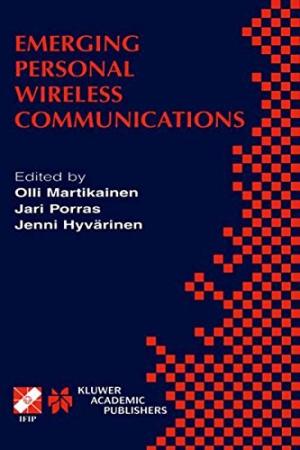 EMERGING
PERSONAL
WIRELESS
COMMUNICATIONS
Edited by
Olli Martikainen
Jari Porras
Jenni Hyvärinen
IFIP
KLUWER
ACADEMIC
PUBLISHERS